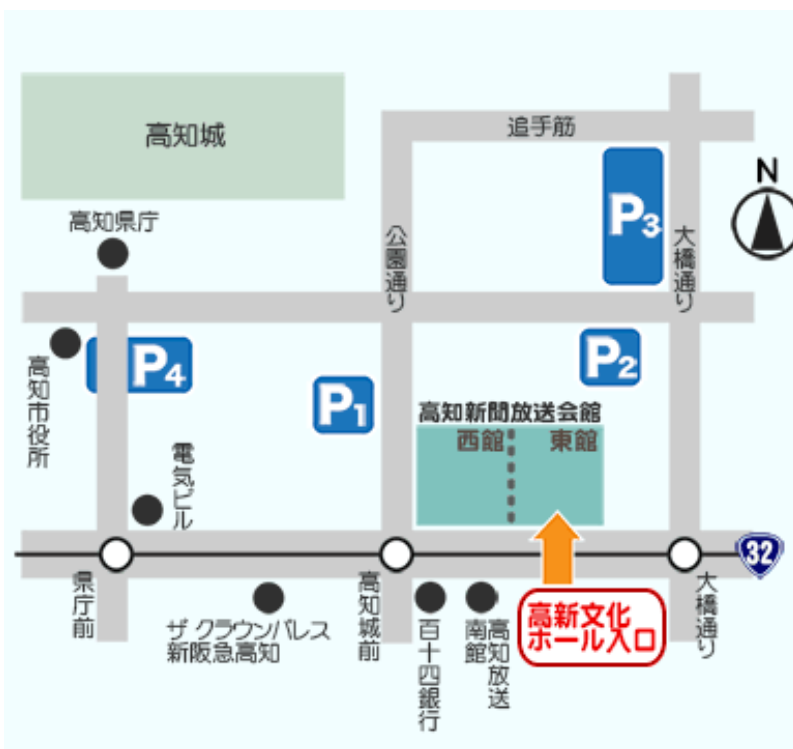 高知城
追手筋
N
高知県庁
公園通り
大橋通り
P3
高知市役所
P4
P1
P2
高知新聞放送会館
西館
東館
電気ビル
32
県庁前
ザ クラウンパレス
新阪急高知
高知城前
百十四銀行
高知放送
南館
高新文化
ホール入口
大橋通り